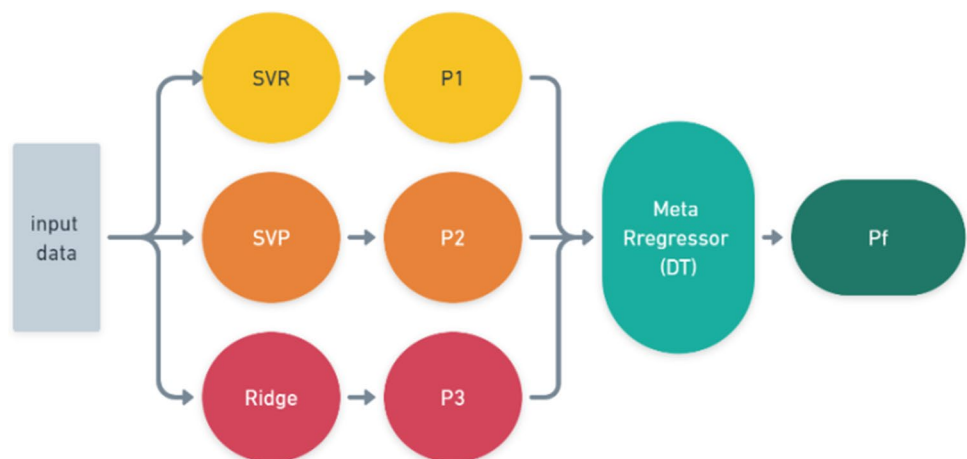 input
data
SVR
P1
SVP
P2
Ridge
P3
Meta
Rregressor
(DT)
Pf